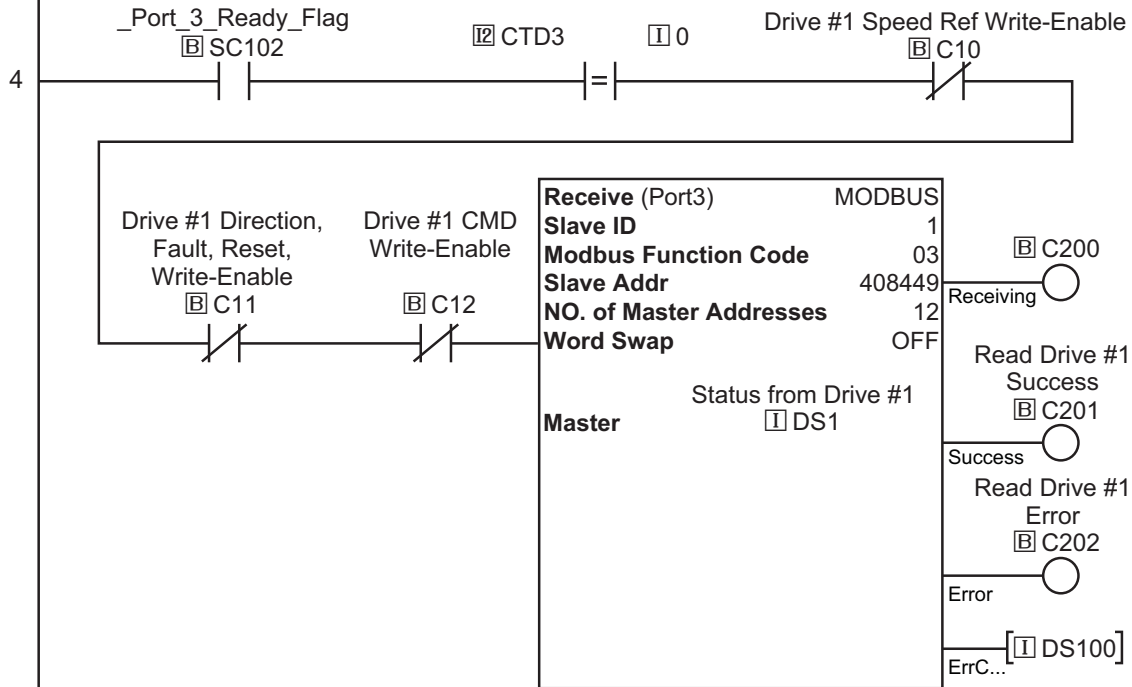 _Port_3_Ready_Flag
B SC102
I2 CTD3
I 0
Drive #1 Speed Ref Write-Enable
B C10
4
=
Drive #1 Direction,
Fault, Reset,
Write-Enable
B C11
Drive #1 CMD
Write-Enable
B C12
Receive (Port3) MODBUS
Slave ID 1
Modbus Function Code 03
Slave Addr 408449
NO. of Master Addresses 12
Word Swap OFF
Status from Drive #1
Master I DS1
B C200
Receiving
Read Drive #1
Success
B C201
Success
Read Drive #1
Error
B C202
Error
[I DS100]
ErrC...